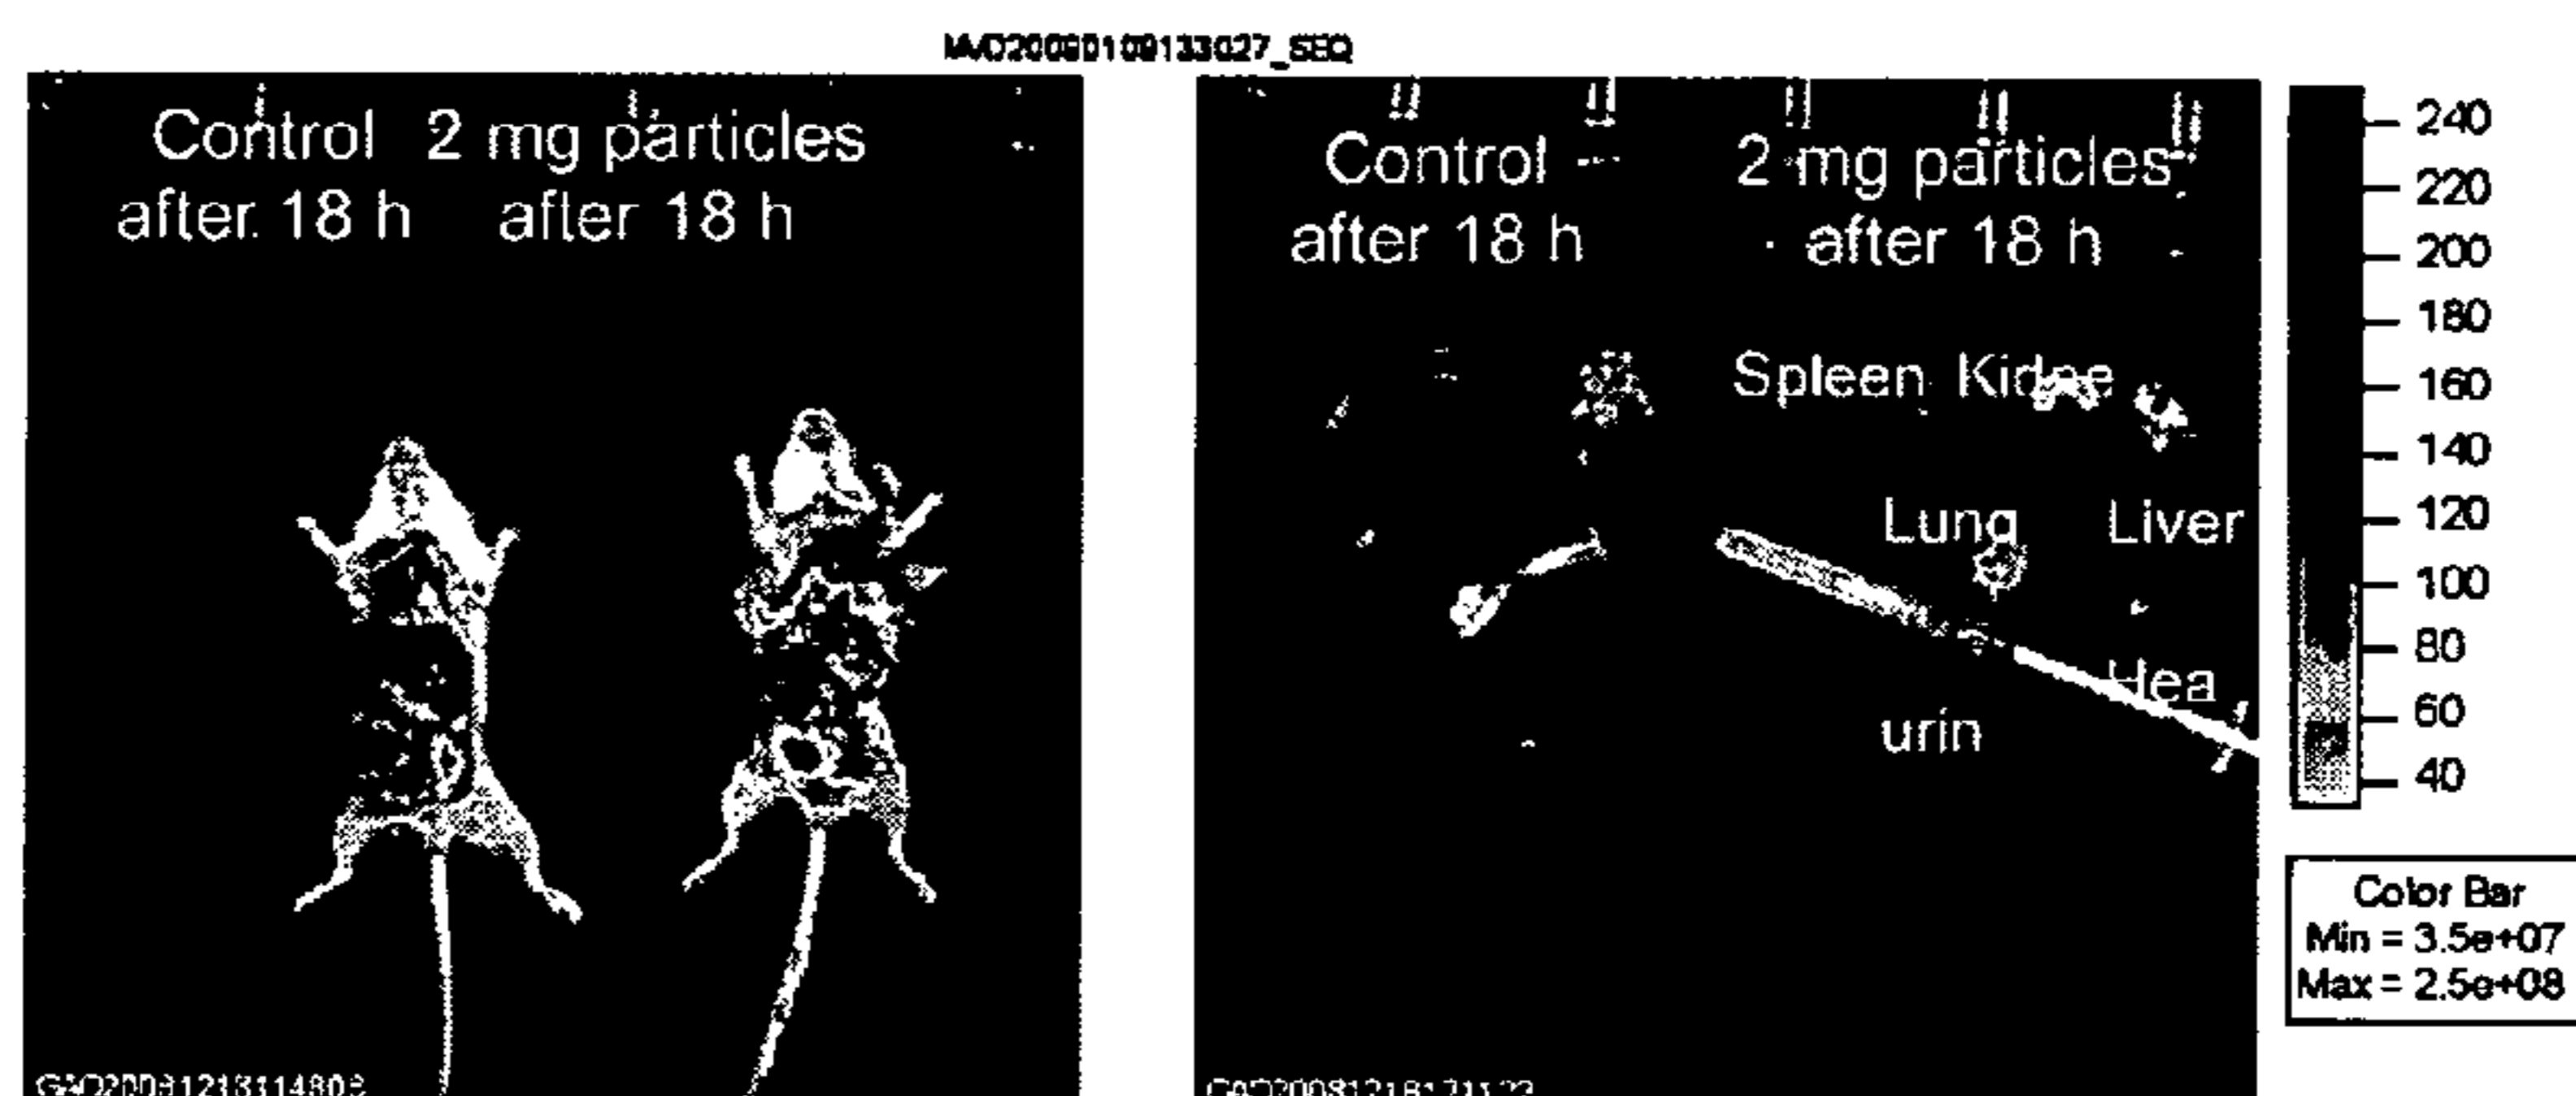 Control 2 mg particles
after 18 h after 18 h
Control 2 mg particles
after 18 h after 18 h
Spleen Kidne
Lung Liver
Hea
urin
240
220
200
180
160
140
120
100
80
60
40
Color Bar
Min = 3.5e+07
Max = 2.5e+08